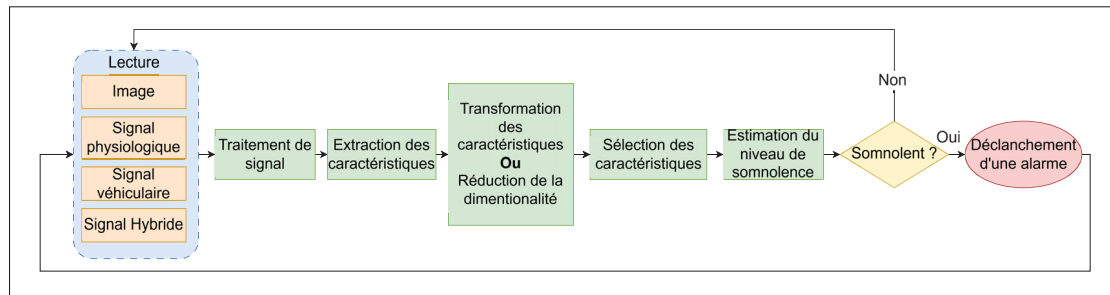 Lecture
Image
Signal
physiologique
Signal
véhiculaire
Signal Hybride
Traitement de
signal
Extraction des
caractéristiques
Transformation
des
caractéristiques
Ou
Réduction de la
dimentionalité
Sélection des
caractéristiques
Estimation du
niveau de
somnolence
Somnolent ?
Non
Oui
Déclanchement
d'une alarme